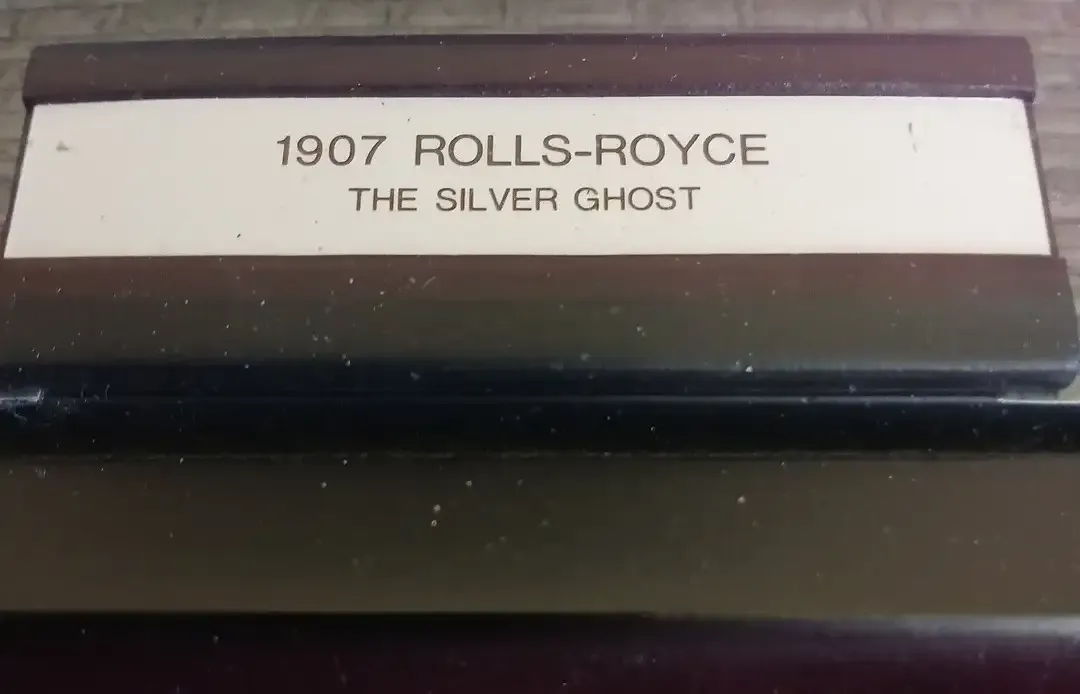 1907 ROLLS-ROYCE
THE SILVER GHOST